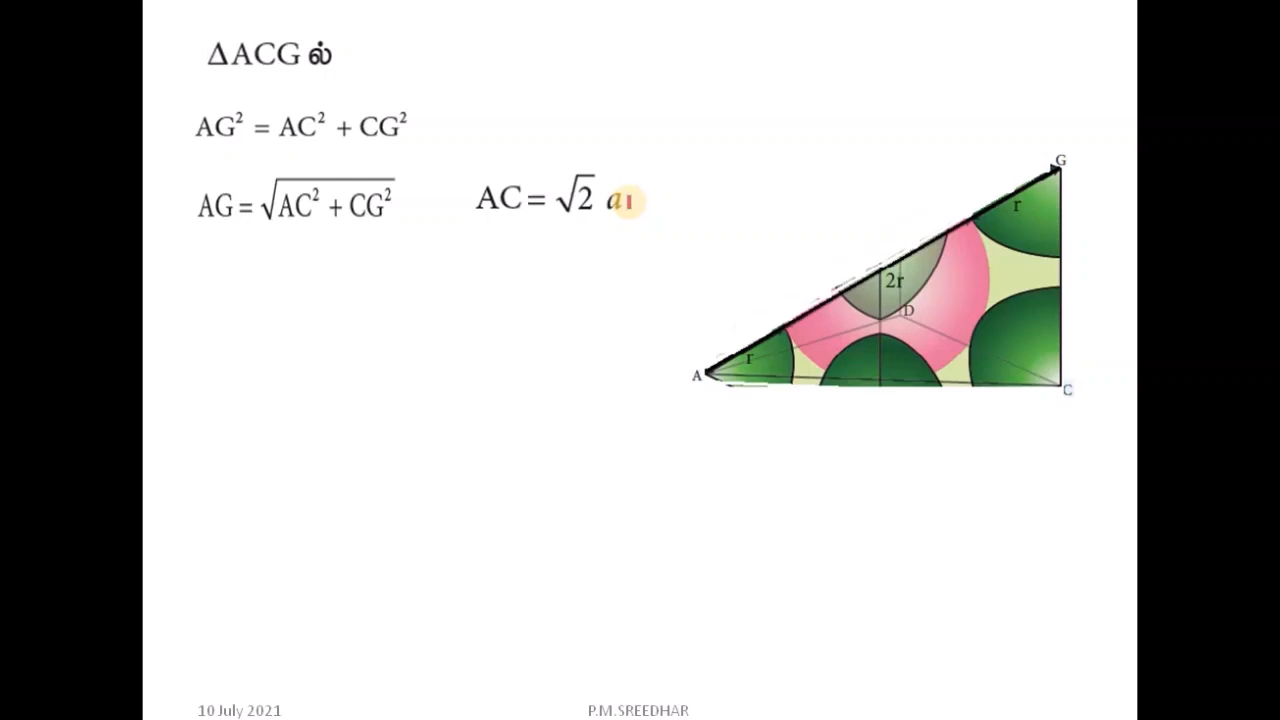 ΔACG ல்
AG² = AC² + CG²
AG = √AC² + CG²
AC = √2 a
G
r
2r
D
r
A
C
10 July 2021
P.M.SREEDHAR